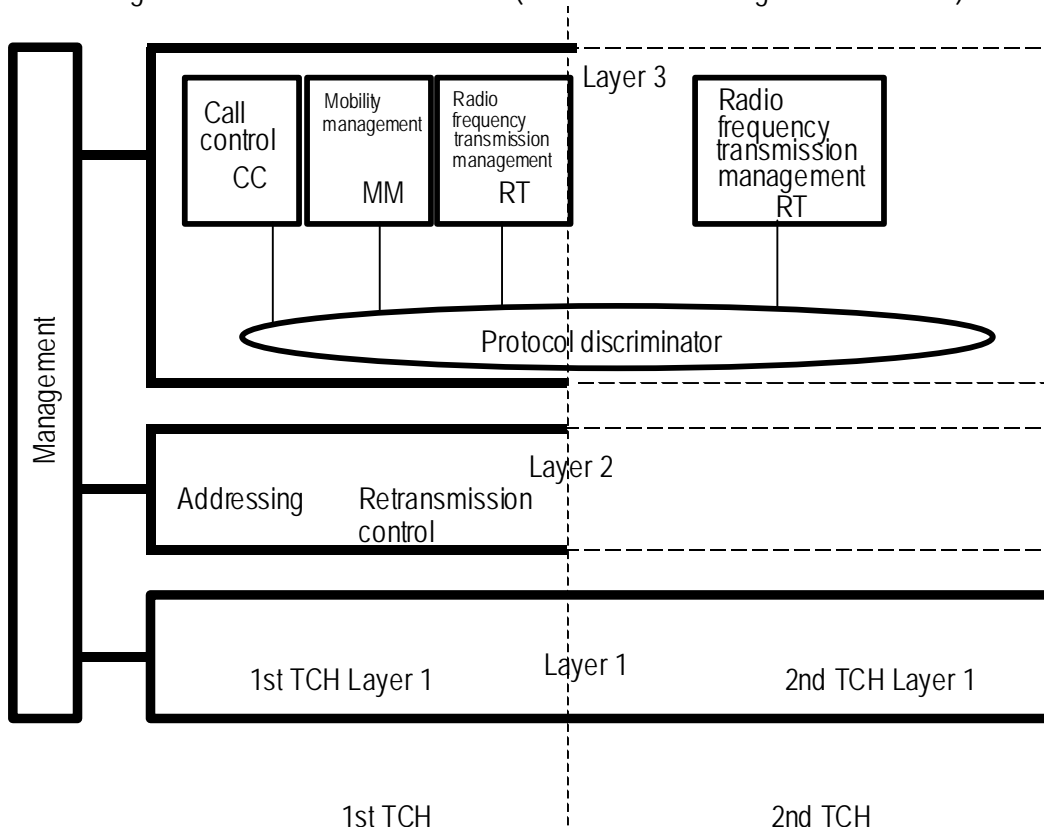 Layer 3
Call
control
CC
Mobility
management
MM
Radio
frequency
transmission
management
RT
Radio
frequency
transmission
management
RT
Protocol discriminator
Management
Layer 2
Addressing
Retransmission
control
Layer 1
1st TCH Layer 1
2nd TCH Layer 1
1st TCH
2nd TCH